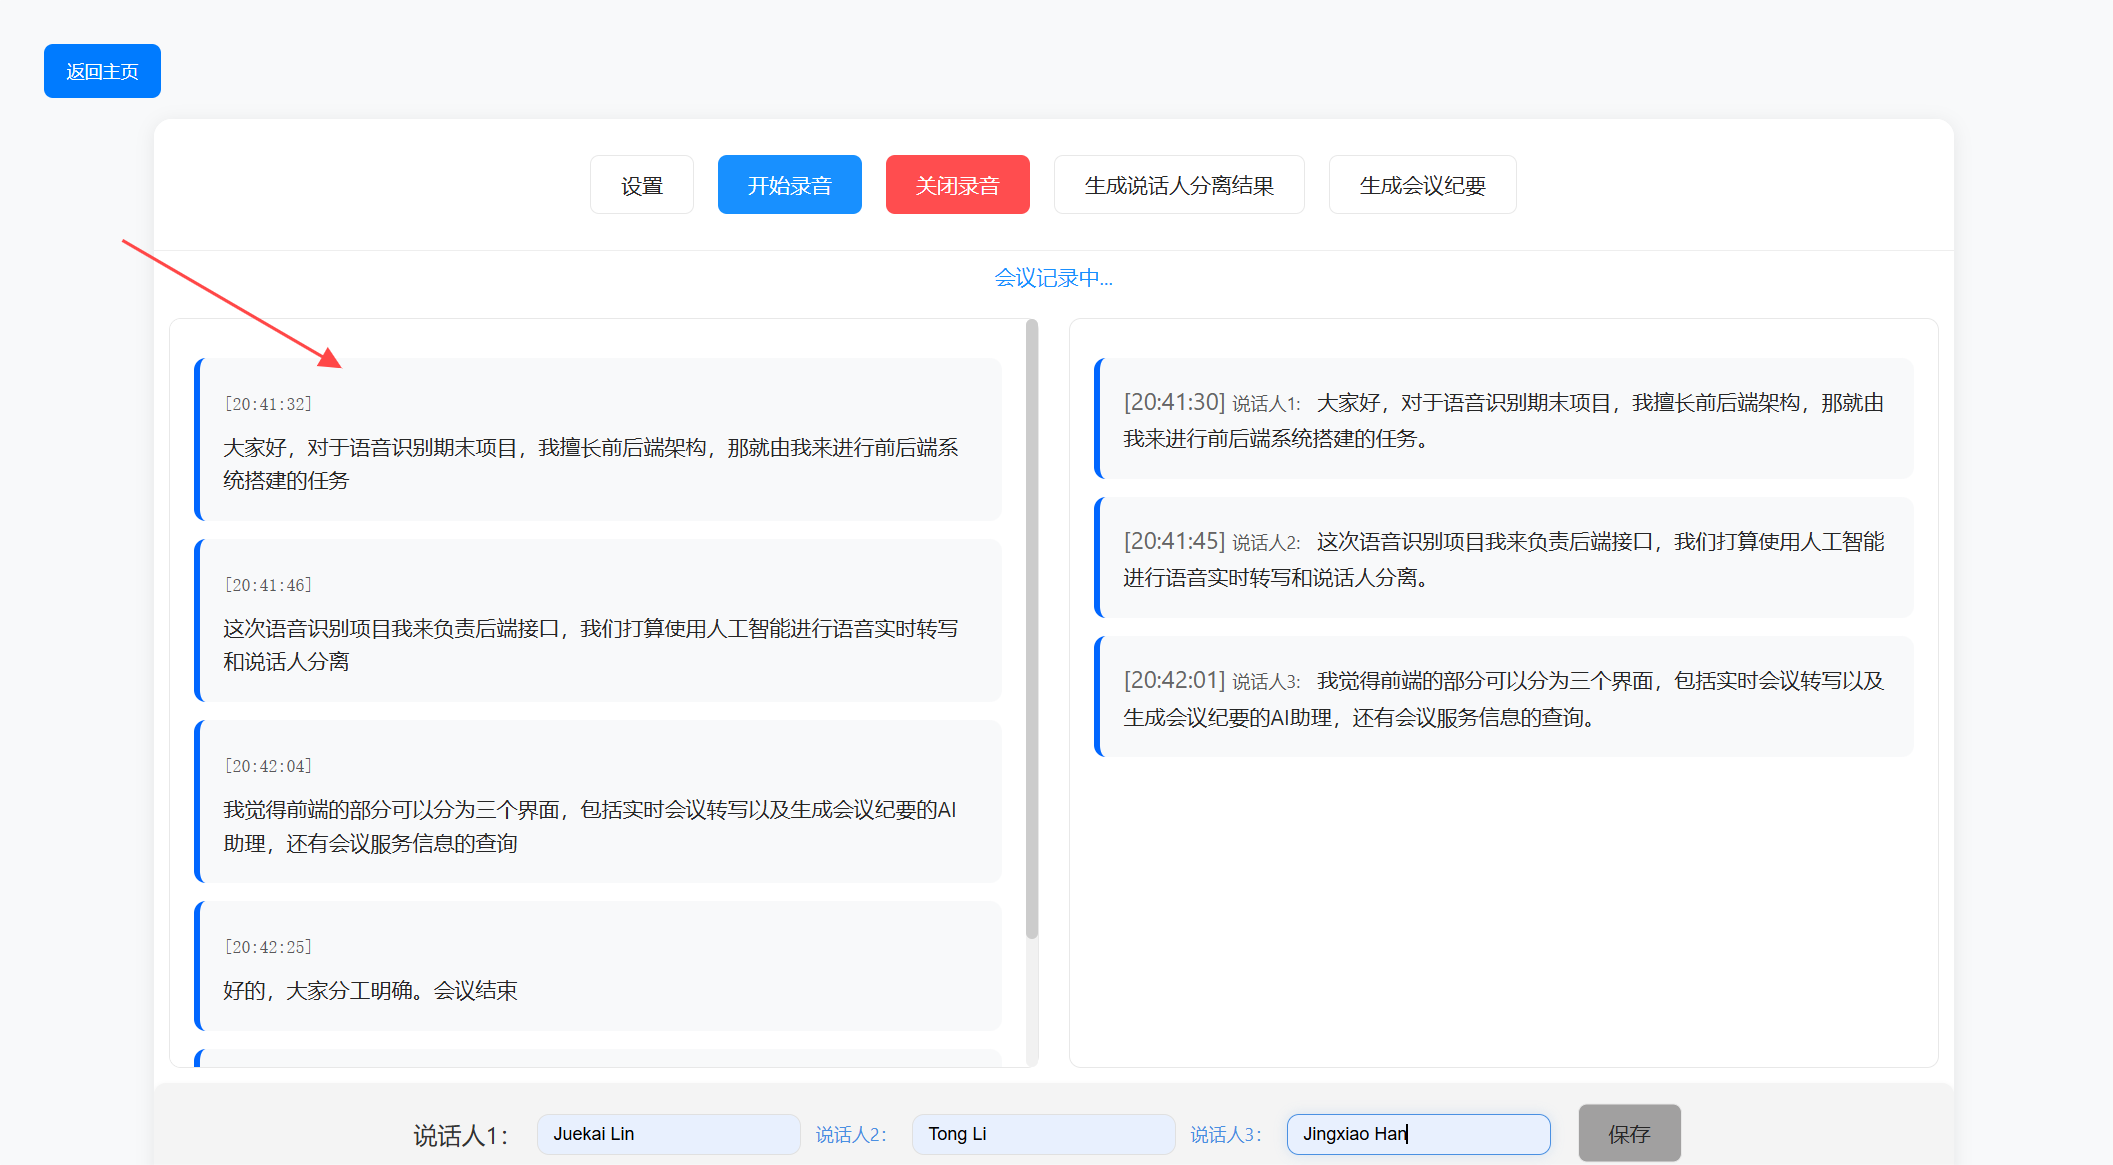 返回主页
设置
开始录音
关闭录音
生成说话人分离结果
生成会议纪要
会议记录中...
[20:41:32]
大家好，对于语音识别期末项目，我擅长前后端架构，那就由我来进行前后端系
统搭建的任务
[20:41:46]
这次语音识别项目我来负责后端接口，我们打算使用人工智能进行语音实时转写
和说话人分离
[20:42:04]
我觉得前端的部分可以分为三个界面，包括实时会议转写以及生成会议纪要的AI
助理，还有会议服务信息的查询
[20:42:25]
好的，大家分工明确。会议结束
[20:41:30] 说话人1： 大家好，对于语音识别期末项目，我擅长前后端架构，那就由
我来进行前后端系统搭建的任务。
[20:41:45] 说话人2： 这次语音识别项目我来负责后端接口，我们打算使用人工智能
进行语音实时转写和说话人分离。
[20:42:01] 说话人3： 我觉得前端的部分可以分为三个界面，包括实时会议转写以及
生成会议纪要的AI助理，还有会议服务信息的查询。
说话人1： Juekai Lin 说话人2： Tong Li 说话人3： Jingxiao Han 保存